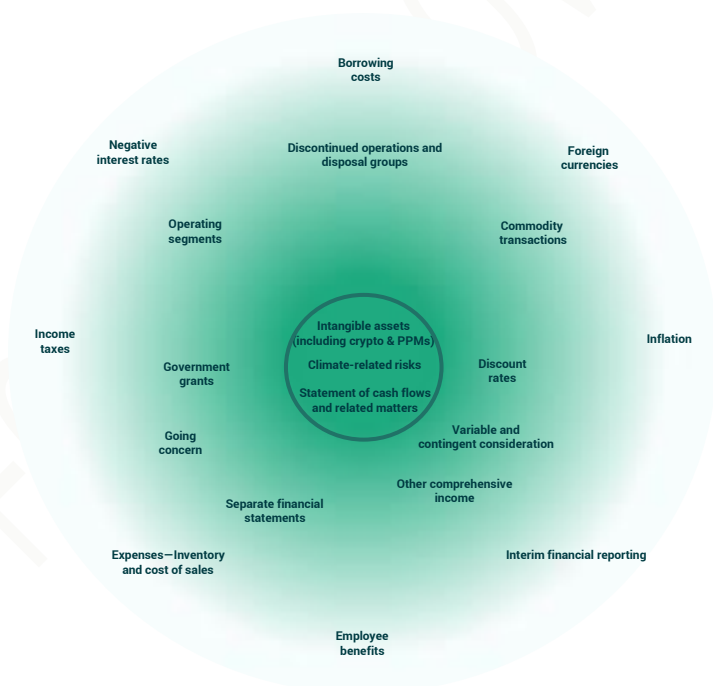 Borrowing
costs
Negative
interest rates
Discontinued operations and
disposal groups
Foreign
currencies
Operating
segments
Commodity
transactions
Income
taxes
Intangible assets
(including crypto & PPMs)
Climate-related risks
Statement of cash flows
and related matters
Inflation
Government
grants
Discount
rates
Going
concern
Variable and
contingent consideration
Other comprehensive
income
Separate financial
statements
Expenses—Inventory
and cost of sales
Interim financial reporting
Employee
benefits